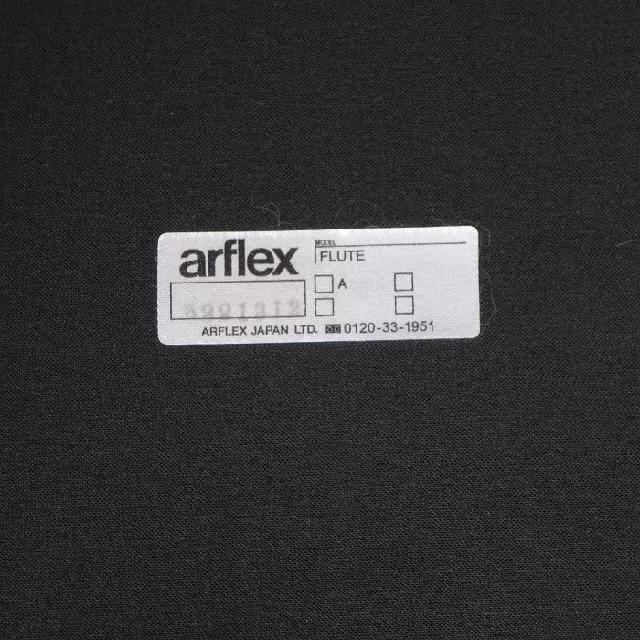 arflex
MODEL
FLUTE
A
ARFLEX JAPAN LTD. 0120-33-1951